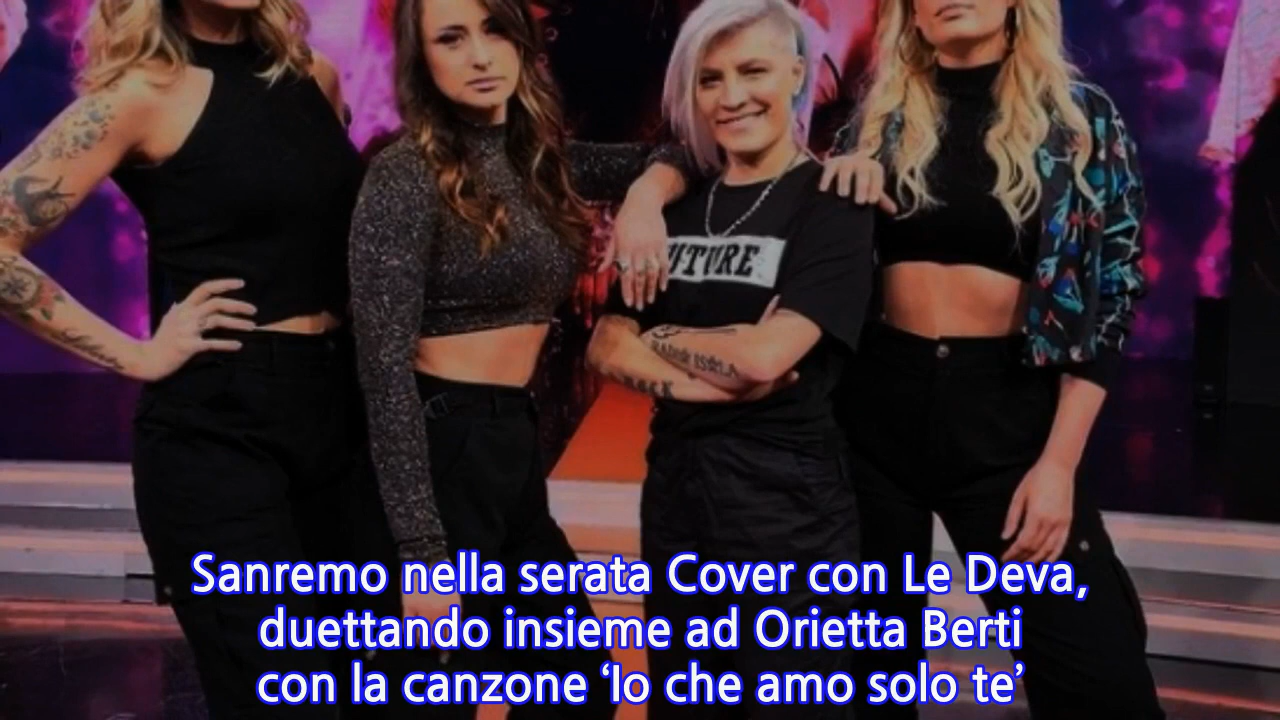 UTURE
Sanremo nella serata Cover con Le Deva,
duettando insieme ad Orietta Berti
con la canzone ‘Io che amo solo te’